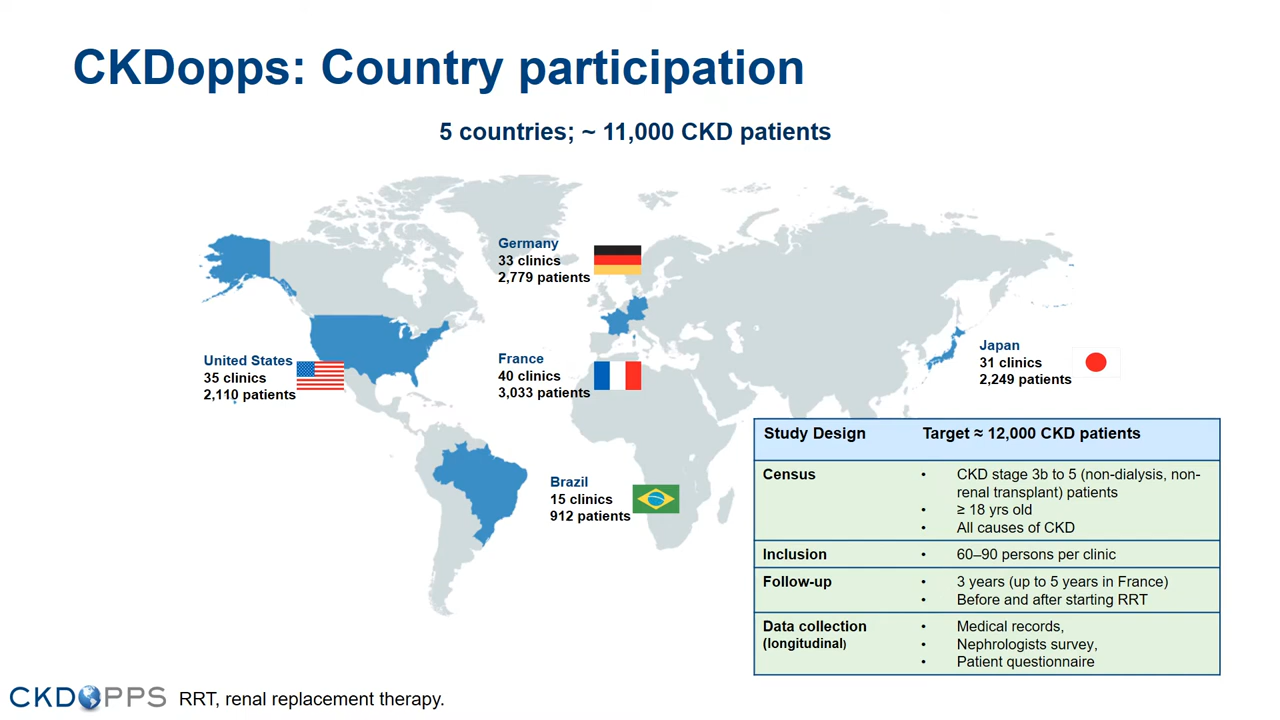 CKDopps: Country participation
5 countries; ~ 11,000 CKD patients
Germany
33 clinics
2,779 patients
United States
35 clinics
2,110 patients
France
40 clinics
3,033 patients
Japan
31 clinics
2,249 patients
Brazil
15 clinics
912 patients
Study Design Target ≈ 12,000 CKD patients
Census • CKD stage 3b to 5 (non-dialysis, non-
renal transplant) patients
• ≥ 18 yrs old
• All causes of CKD
Inclusion • 60–90 persons per clinic
Follow-up • 3 years (up to 5 years in France)
• Before and after starting RRT
Data collection • Medical records,
(longitudinal) • Nephrologists survey,
• Patient questionnaire
CKDOPPS RRT, renal replacement therapy.